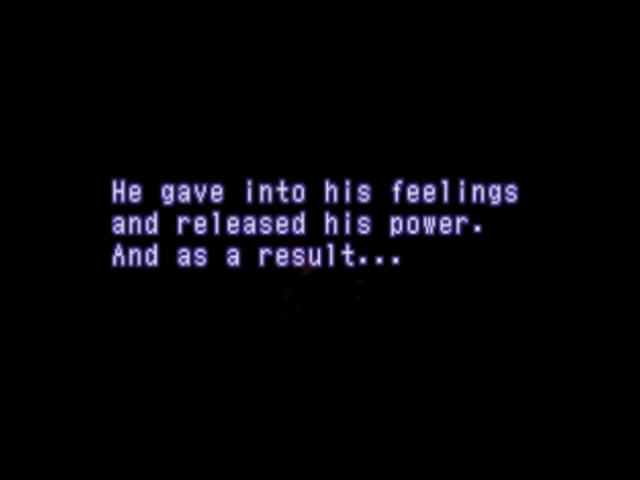 He gave into his feelings
and released his power.
And as a result...